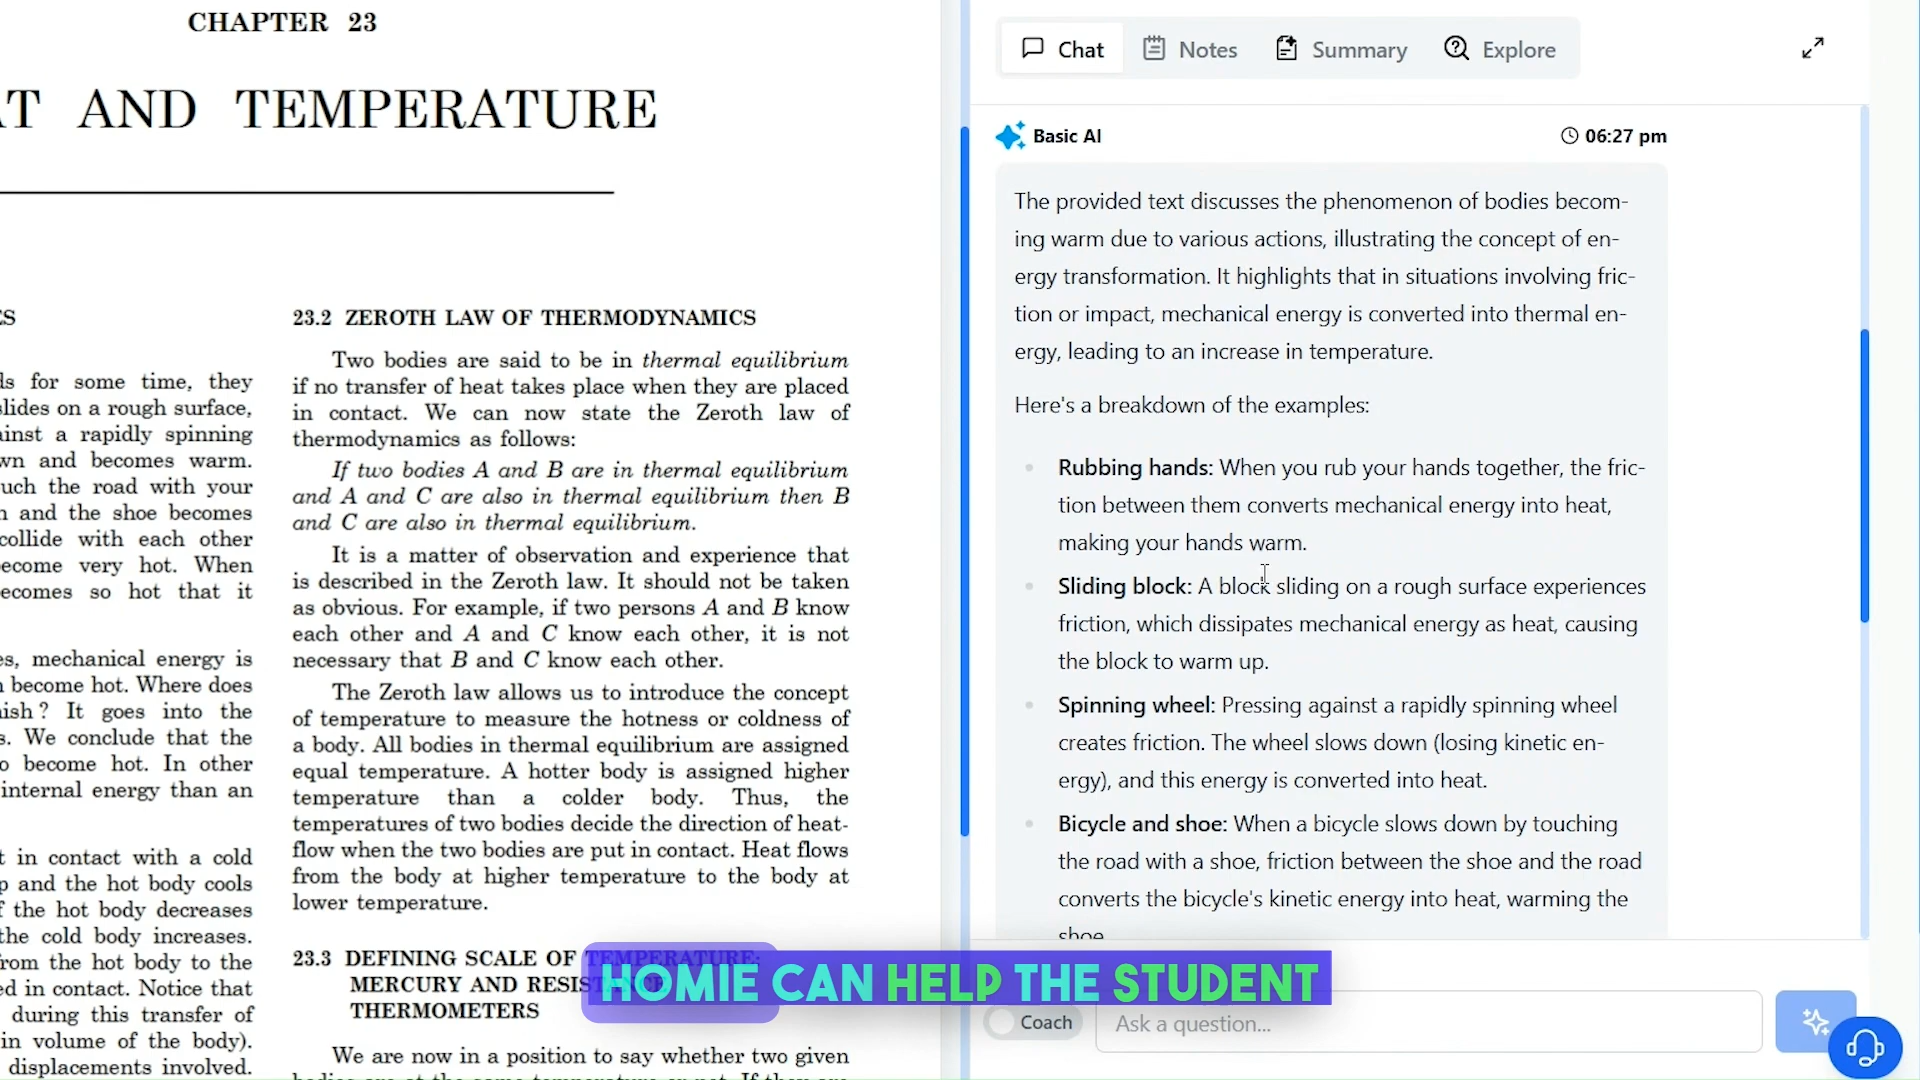 CHAPTER 23
AND TEMPERATURE
for some time, they
on a rough surface,
a rapidly spinning
and becomes warm.
the road with your
and the shoe becomes
collide with each other
very hot. When
so hot that it
mechanical energy is
become hot. Where does
? It goes into the
We conclude that the
become hot. In other
internal energy than an
in contact with a cold
and the hot body cools
the hot body decreases
the cold body increases.
from the hot body to the
in contact. Notice that
during this transfer of
in volume of the body).
displacements involved.
23.2 ZEROTH LAW OF THERMODYNAMICS
Two bodies are said to be in thermal equilibrium
if no transfer of heat takes place when they are placed
in contact. We can now state the Zeroth law of
thermodynamics as follows:
If two bodies A and B are in thermal equilibrium
and A and C are also in thermal equilibrium then B
and C are also in thermal equilibrium.
It is a matter of observation and experience that
is described in the Zeroth law. It should not be taken
as obvious. For example, if two persons A and B know
each other and A and C know each other, it is not
necessary that B and C know each other.
The Zeroth law allows us to introduce the concept
of temperature to measure the hotness or coldness of
a body. All bodies in thermal equilibrium are assigned
equal temperature. A hotter body is assigned higher
temperature than a colder body. Thus, the
temperatures of two bodies decide the direction of heat-
flow when the two bodies are put in contact. Heat flows
from the body at higher temperature to the body at
lower temperature.
23.3 DEFINING SCALE OF TEMPERATURE:
MERCURY AND
THERMOMETERS
We are now in a position to say whether two given
Chat
Notes
Summary
Explore
Basic AI
06:27 pm
The provided text discusses the phenomenon of bodies becom-
ing warm due to various actions, illustrating the concept of en-
ergy transformation. It highlights that in situations involving fric-
tion or impact, mechanical energy is converted into thermal en-
ergy, leading to an increase in temperature.
Here's a breakdown of the examples:
Rubbing hands: When you rub your hands together, the fric-
tion between them converts mechanical energy into heat,
making your hands warm.
Sliding block: A block sliding on a rough surface experiences
friction, which dissipates mechanical energy as heat, causing
the block to warm up.
Spinning wheel: Pressing against a rapidly spinning wheel
creates friction. The wheel slows down (losing kinetic en-
ergy), and this energy is converted into heat.
Bicycle and shoe: When a bicycle slows down by touching
the road with a shoe, friction between the shoe and the road
converts the bicycle's kinetic energy into heat, warming the
shoe
HOMIE CAN HELP THE STUDENT
Coach
Ask a question...